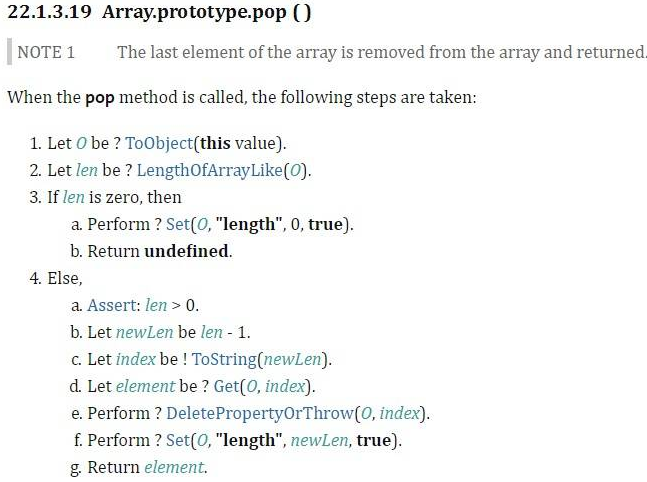 22.1.3.19 Array.prototype.pop ( )
NOTE 1 The last element of the array is removed from the array and returned.
When the pop method is called, the following steps are taken:
1. Let O be ? ToObject(this value).
2. Let len be ? LengthOfArrayLike(O).
3. If len is zero, then
a. Perform ? Set(O, "length", 0, true).
b. Return undefined.
4. Else,
a. Assert: len > 0.
b. Let newLen be len - 1.
c. Let index be ! ToString(newLen).
d. Let element be ? Get(O, index).
e. Perform ? DeletePropertyOrThrow(O, index).
f. Perform ? Set(O, "length", newLen, true).
g. Return element.